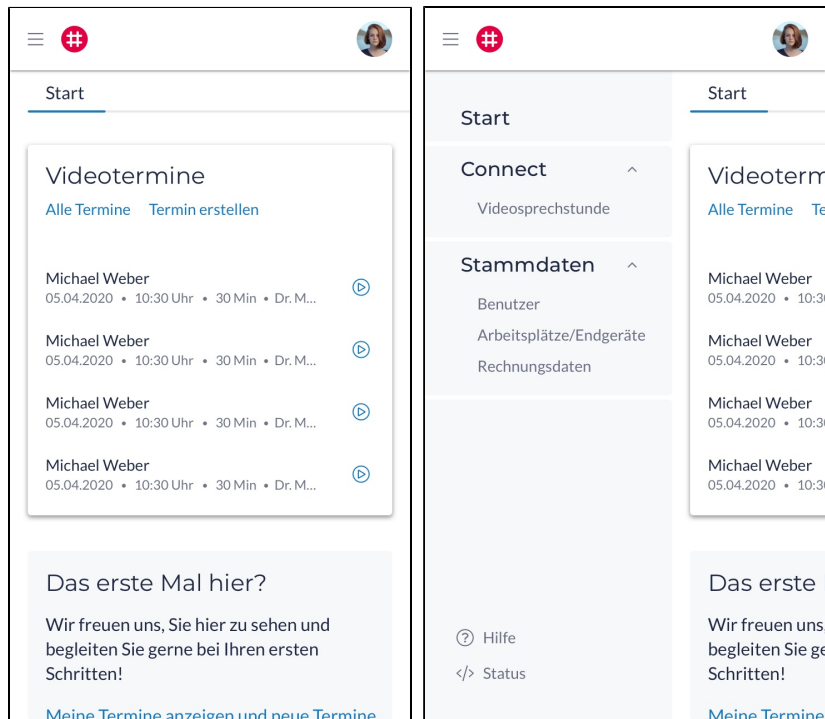 Start
Videotermine
Alle Termine Termin erstellen
Michael Weber
05.04.2020 • 10:30 Uhr • 30 Min • Dr. M...
Michael Weber
05.04.2020 • 10:30 Uhr • 30 Min • Dr. M...
Michael Weber
05.04.2020 • 10:30 Uhr • 30 Min • Dr. M...
Michael Weber
05.04.2020 • 10:30 Uhr • 30 Min • Dr. M...
Das erste Mal hier?
Wir freuen uns, Sie hier zu sehen und
begleiten Sie gerne bei Ihren ersten
Schritten!
Meine Termine anzeigen und neue Termine
Start
Connect
Videosprechstunde
Stammdaten
Benutzer
Arbeitsplätze/Endgeräte
Rechnungsdaten
Hilfe
Status
Start
Videoterm
Alle Termine Te
Michael Weber
05.04.2020 • 10:30
Michael Weber
05.04.2020 • 10:30
Michael Weber
05.04.2020 • 10:30
Michael Weber
05.04.2020 • 10:30
Das erste
Wir freuen uns,
begleiten Sie ge
Schritten!
Meine Termine